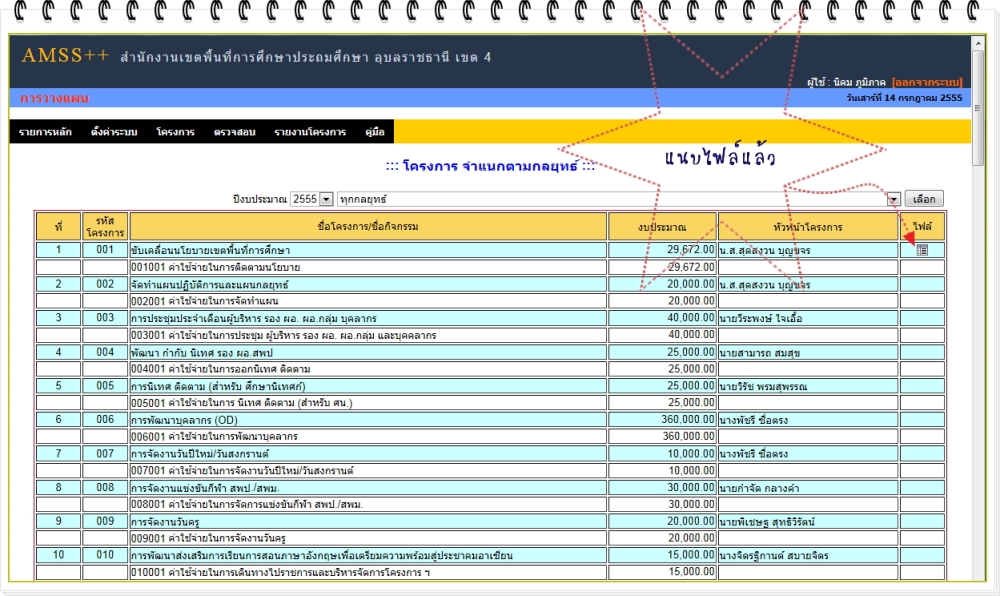 AMSS++ สำนักงานเขตพื้นที่การศึกษาประถมศึกษา อุบลราชธานี เขต 4
ผู้ใช้ : นิคม ภูมิภาค [ออกจากระบบ]
การวางแผน วันเสาร์ที่ 14 กรกฎาคม 2555
รายการหลัก ตั้งค่าระบบ โครงการ ตรวจสอบ รายงานโครงการ คู่มือ
แนบไฟล์แล้ว
::: โครงการ จำแนกตามกลยุทธ์ :::
ปีงบประมาณ 2555 ทุกกลยุทธ์ เลือก
ที่ รหัสโครงการ ชื่อโครงการ/ชื่อกิจกรรม งบประมาณ หัวหน้าโครงการ ไฟล์
1 001 ขับเคลื่อนนโยบายเขตพื้นที่การศึกษา 29,672.00 น.ส.สุดสงวน บุญขจร
001001 ค่าใช้จ่ายในการติดตามนโยบาย 29,672.00
2 002 จัดทำแผนปฏิบัติการและแผนกลยุทธ์ 20,000.00 น.ส.สุดสงวน บุญขจร
002001 ค่าใช้จ่ายในการจัดทำแผน 20,000.00
3 003 การประชุมประจำเดือนผู้บริหาร รอง ผอ. ผอ.กลุ่ม บุคลากร 40,000.00 นายวีระพงษ์ ใจเอื้อ
003001 ค่าใช้จ่ายในการประชุม ผู้บริหาร รอง ผอ. ผอ.กลุ่ม และบุคลากร 40,000.00
4 004 พัฒนา กำกับ นิเทศ รอง ผอ.สพป 25,000.00 นายสามารถ สมสุข
004001 ค่าใช้จ่ายในการออกนิเทศ ติดตาม 25,000.00
5 005 การนิเทศ ติดตาม (สำหรับ ศึกษานิเทศก์) 25,000.00 นายวิรัช พรมสุพรรณ
005001 ค่าใช้จ่ายใน การ นิเทศ ติดตาม (สำหรับ ศน.) 25,000.00
6 006 การพัฒนาบุคลากร (OD) 360,000.00 นางพัชรี ชื่อตรง
006001 ค่าใช้จ่ายในการพัฒนาบุคลากร 360,000.00
7 007 การจัดงานวันปีใหม่/วันสงกรานต์ 10,000.00 นางพัชรี ชื่อตรง
007001 ค่าใช้จ่ายในการจัดงานวันปีใหม่/วันสงกรานต์ 10,000.00
8 008 การจัดงานแข่งขันกีฬา สพป./สพม. 30,000.00 นายกำจัด กลางคำ
008001 ค่าใช้จ่ายในการจัดการแข่งขันกีฬา สพป./สพม. 30,000.00
9 009 การจัดงานวันครู 20,000.00 นายพิเชษฐ สุทธิวิรัตน์
009001 ค่าใช้จ่ายในการจัดงานวันครู 20,000.00
10 010 การพัฒนาส่งเสริมการเรียนการสอนภาษาอังกฤษเพื่อเตรียมความพร้อมสู่ประชาคมอาเซียน 15,000.00 นางจิตรฐิกานต์ สบายจิตร
010001 ค่าใช้จ่ายในการเดินทางไปราชการและบริหารจัดการโครงการ ฯ 15,000.00